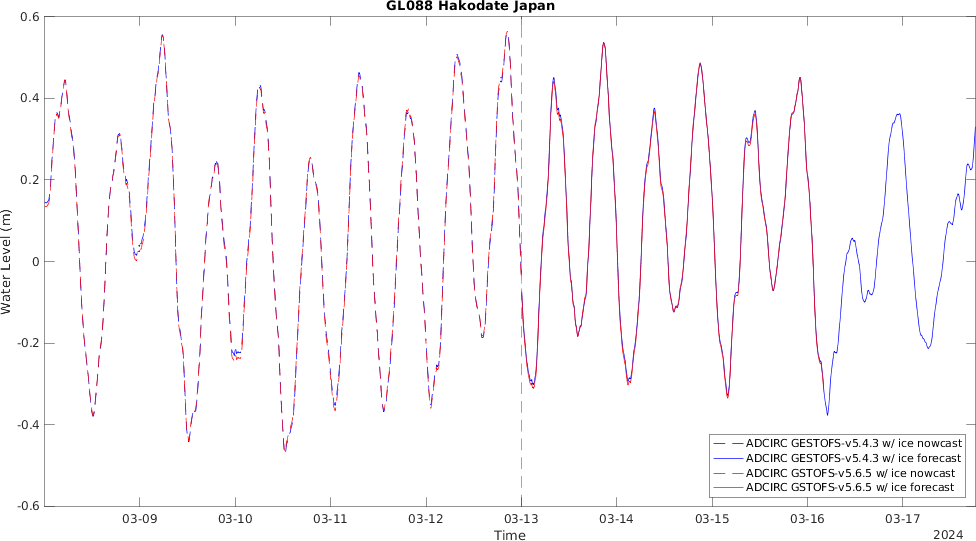 GL088 Hakodate Japan
0.6
0.4
0.2
0
-0.2
-0.4
-0.6
Water Level (m)
03-09 03-10 03-11 03-12 03-13 03-14 03-15 03-16 03-17
Time
2024
ADCIRC GESTOFS-v5.4.3 w/ ice nowcast
ADCIRC GESTOFS-v5.4.3 w/ ice forecast
ADCIRC GSTOFS-v5.6.5 w/ ice nowcast
ADCIRC GSTOFS-v5.6.5 w/ ice forecast